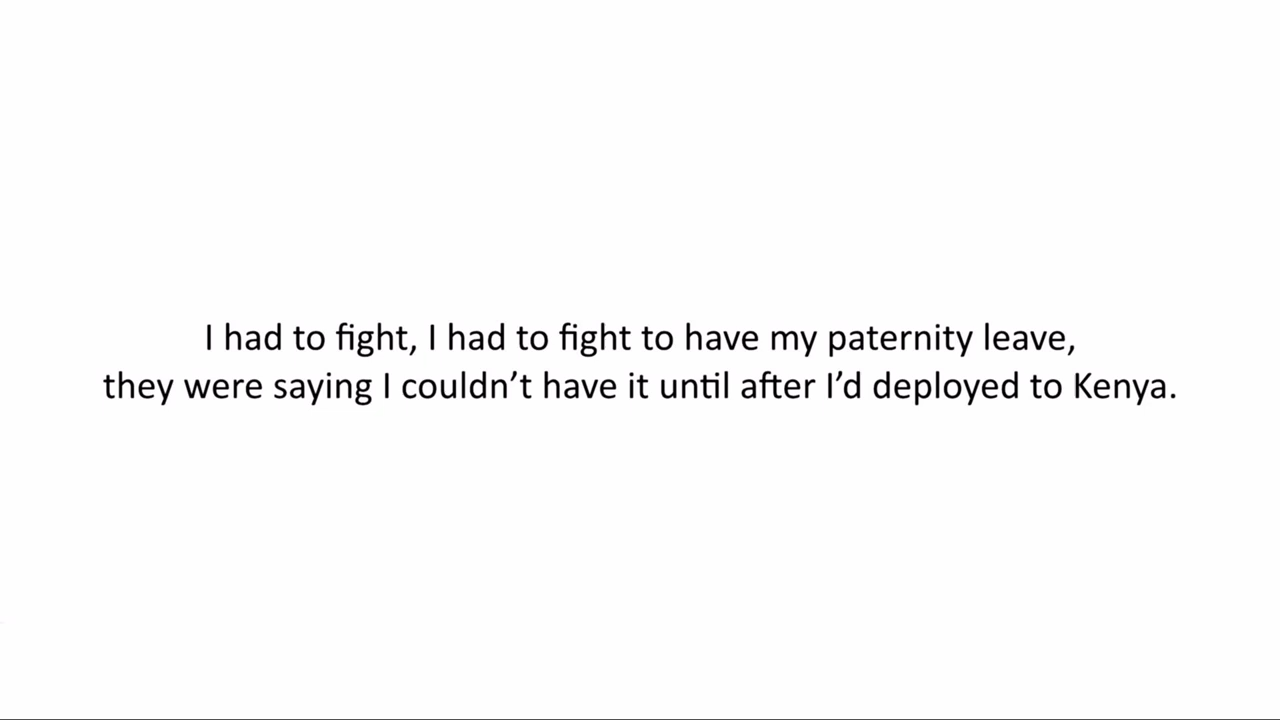 I had to fight, I had to fight to have my paternity leave,
they were saying I couldn’t have it until after I’d deployed to Kenya.